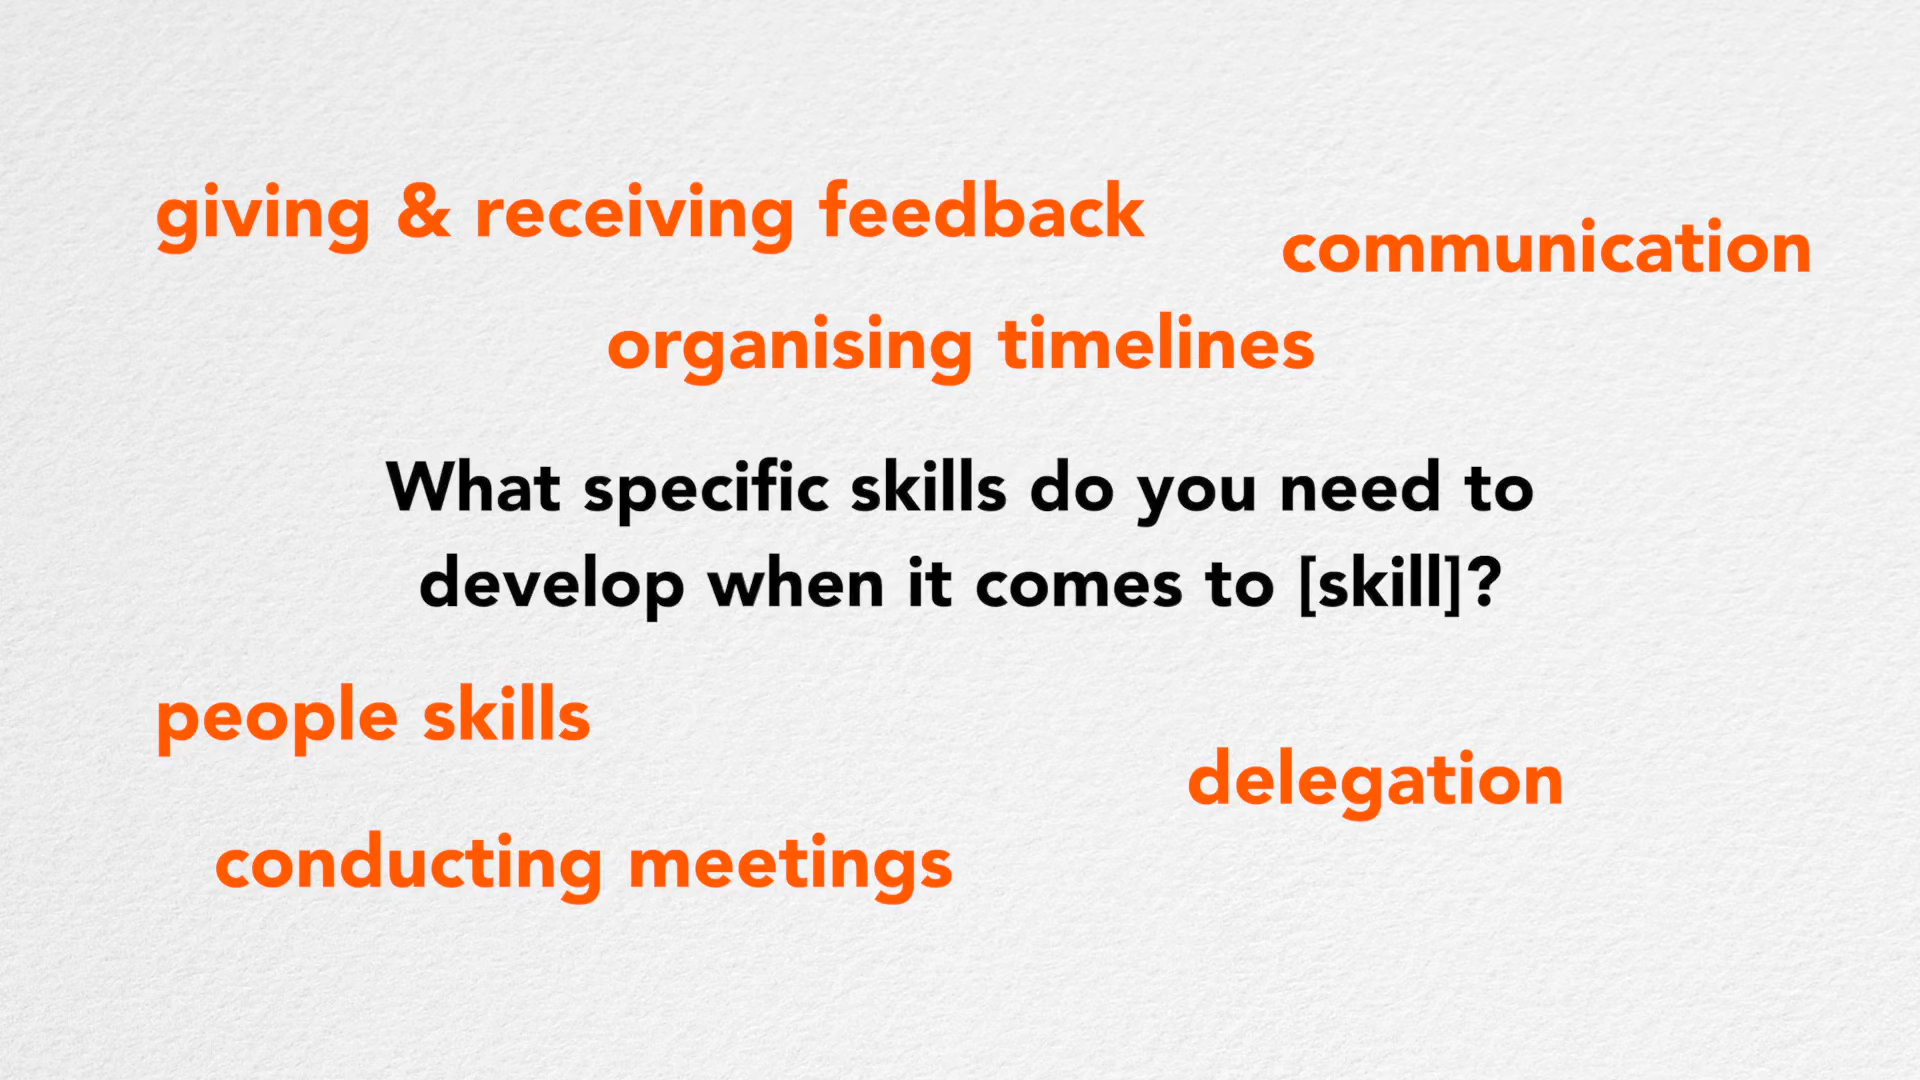 giving & receiving feedback
communication
organising timelines
What specific skills do you need to
develop when it comes to [skill]?
people skills
delegation
conducting meetings